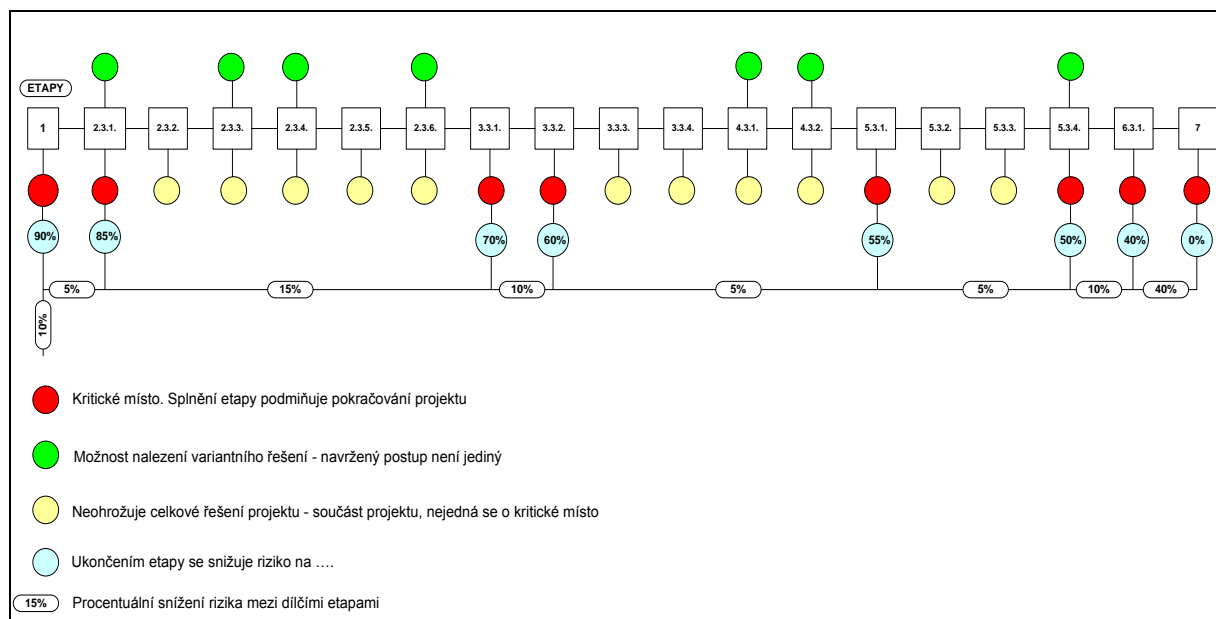 ETAPY
1 2.3.1. 2.3.2. 2.3.3. 2.3.4. 2.3.5. 2.3.6. 3.3.1. 3.3.2. 3.3.3. 3.3.4. 4.3.1. 4.3.2. 5.3.1. 5.3.2. 5.3.3. 5.3.4. 6.3.1. 7
90% 85% 70% 60% 55% 50% 40% 0%
5% 15% 10% 5% 5% 10% 40%
10%
Kritické místo. Splnění etapy podmiňuje pokračování projektu
Možnost nalezení variantního řešení - navržený postup není jediný
Neohrožuje celkové řešení projektu - součást projektu, nejedná se o kritické místo
Ukončením etapy se snižuje riziko na ....
15% Procentuální snížení rizika mezi dílčími etapami